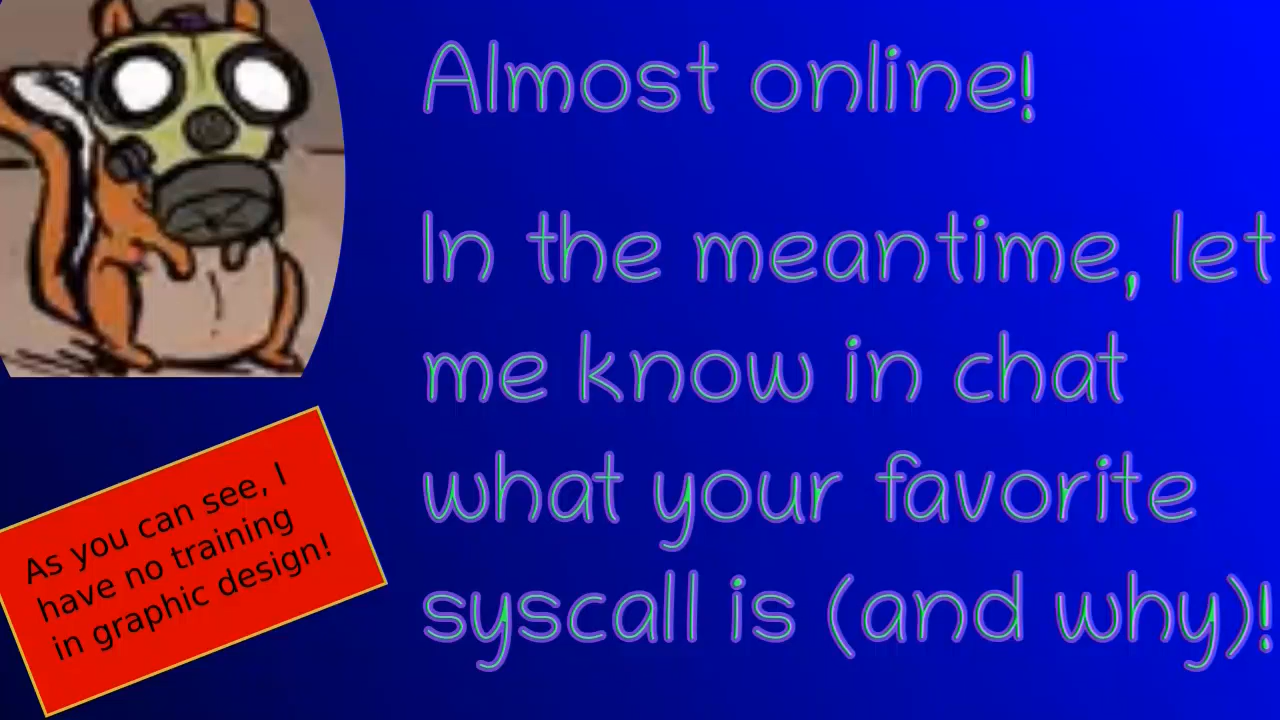 Almost online!
In the meantime, let
me know in chat
what your favorite
syscall is (and why)!
As you can see, I
have no training
in graphic design!